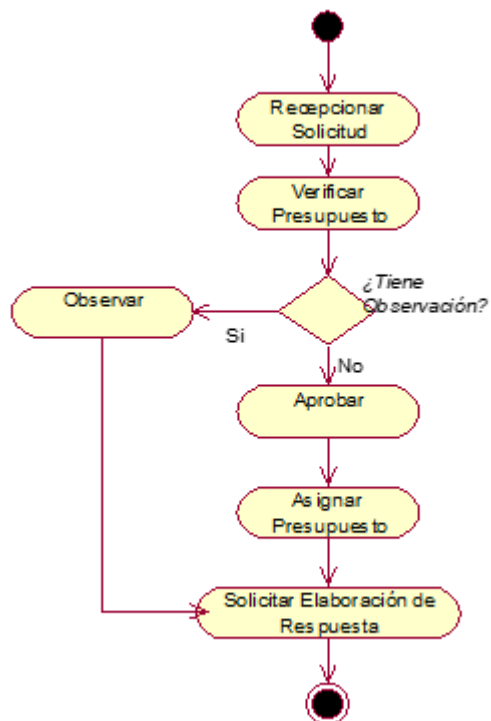 Recepcionar
Solicitud
Verificar
Presupuesto
¿Tiene
Observación?
Observar
Si
No
Aprobar
Asignar
Presupuesto
Solicitar Elaboración de
Respuesta